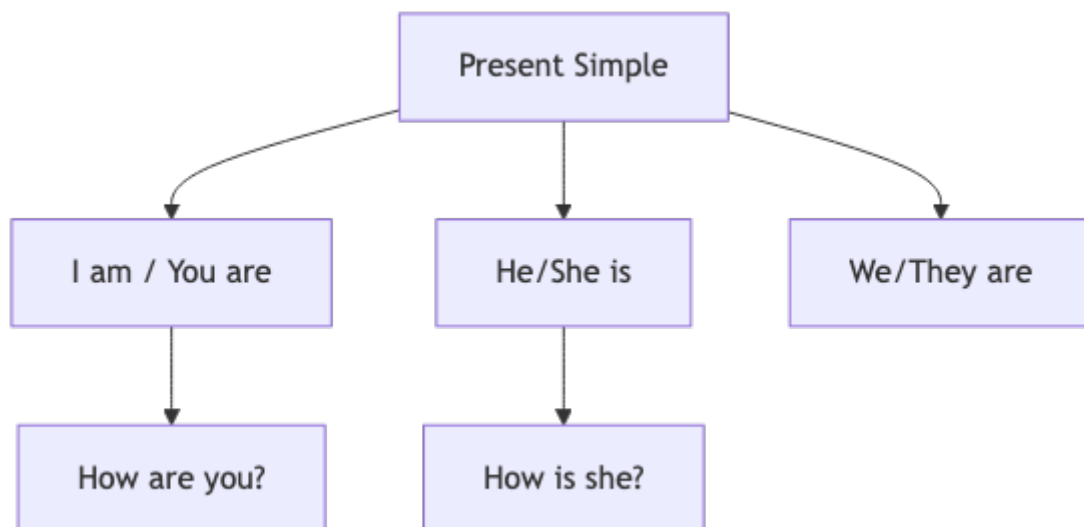 Present Simple
I am / You are
He/She is
We/They are
How are you?
How is she?